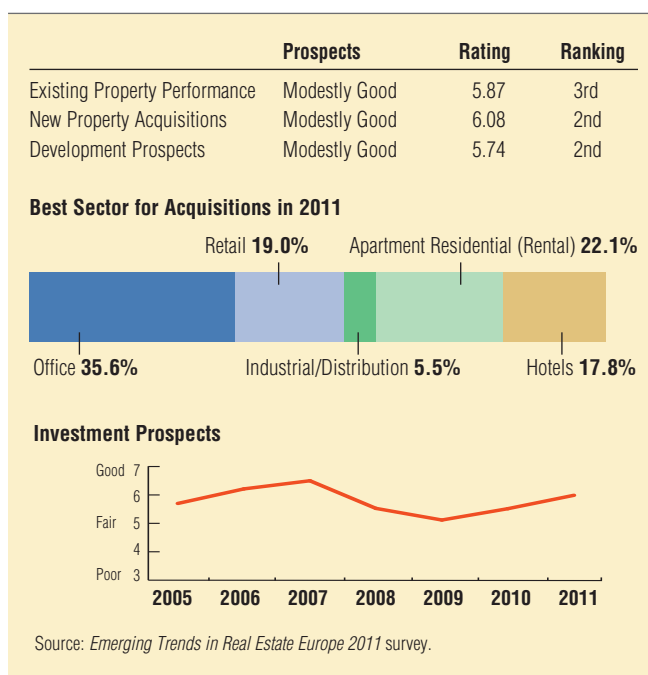 Prospects Rating Ranking
Existing Property Performance Modestly Good 5.87 3rd
New Property Acquisitions Modestly Good 6.08 2nd
Development Prospects Modestly Good 5.74 2nd
Best Sector for Acquisitions in 2011
Retail 19.0% Apartment Residential (Rental) 22.1%
Office 35.6% Industrial/Distribution 5.5% Hotels 17.8%
Investment Prospects
Good 7
6
Fair 5
4
Poor 3
2005 2006 2007 2008 2009 2010 2011
Source: Emerging Trends in Real Estate Europe 2011 survey.